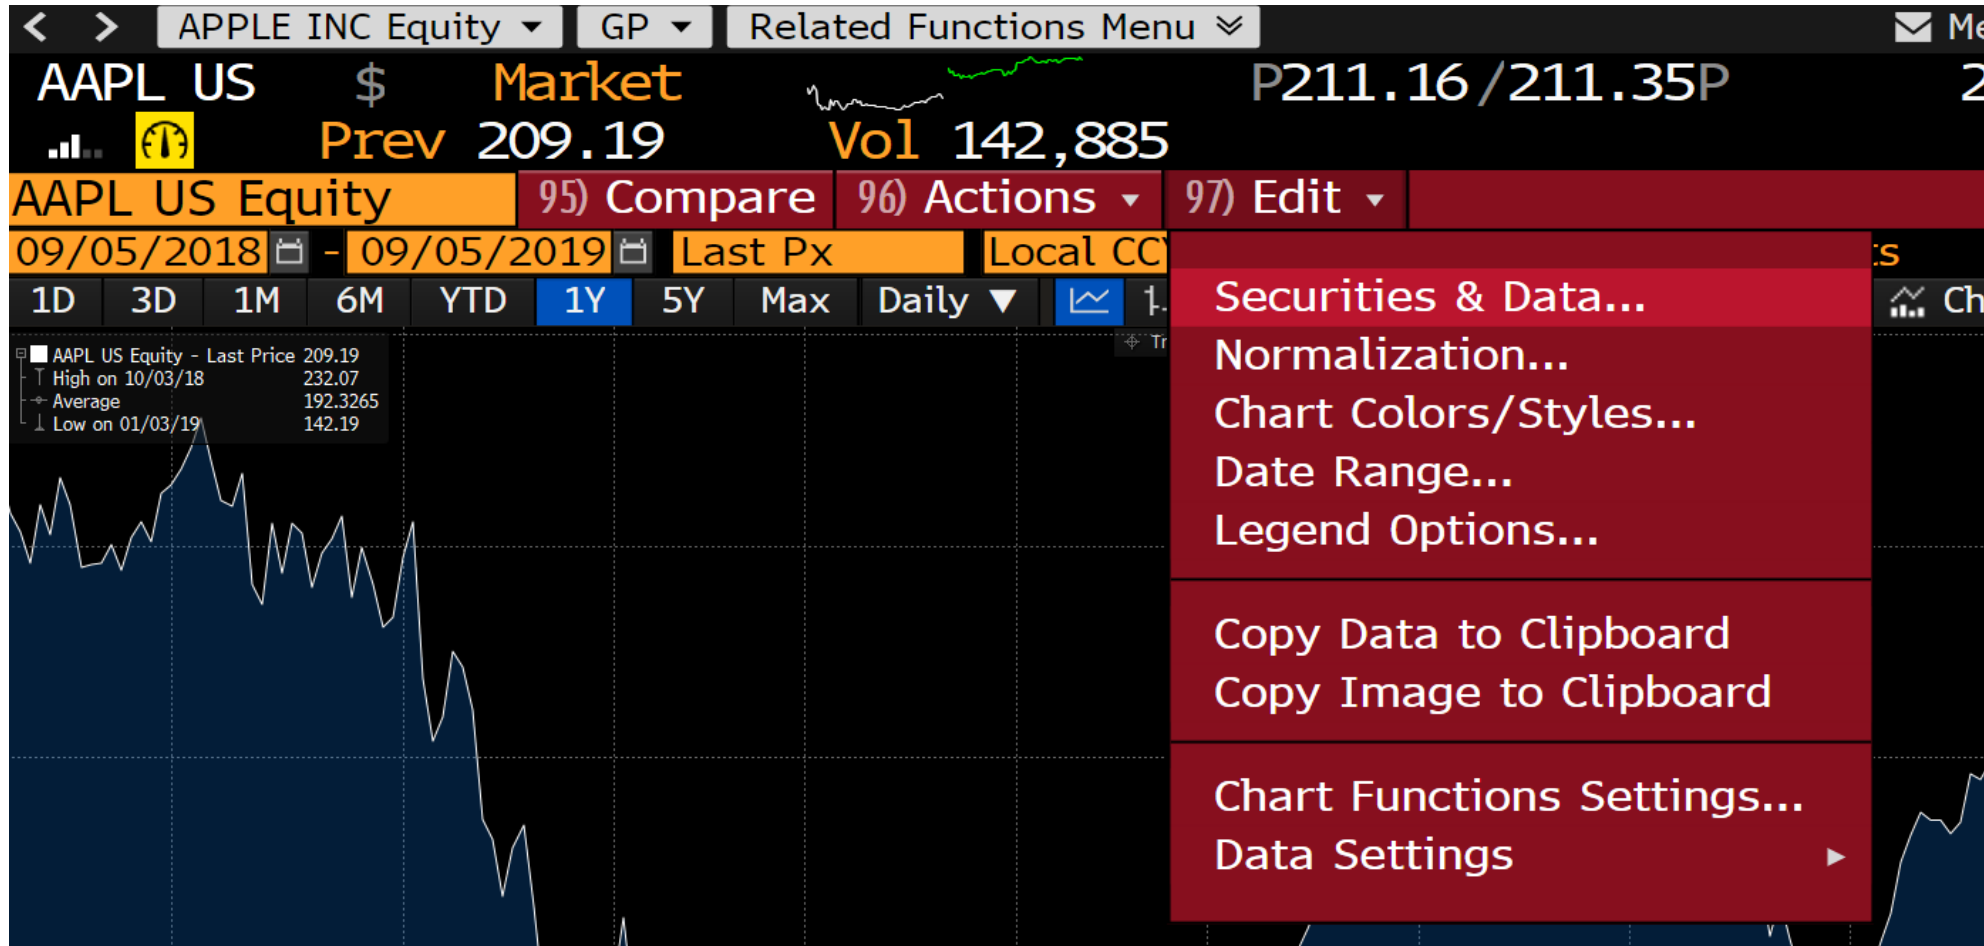 < > APPLE INC Equity GP Related Functions Menu
AAPL US $ Market P211.16/211.35P
Prev 209.19 Vol 142,885
AAPL US Equity 95) Compare 96) Actions 97) Edit
09/05/2018 - 09/05/2019 Last Px Local
1D 3D 1M 6M YTD 1Y 5Y Max Daily
AAPL US Equity - Last Price 209.19
High on 10/03/18 232.07
Average 192.3265
Low on 01/03/19 142.19
Securities & Data...
Normalization...
Chart Colors/Styles...
Date Range...
Legend Options...
Copy Data to Clipboard
Copy Image to Clipboard
Chart Functions Settings...
Data Settings